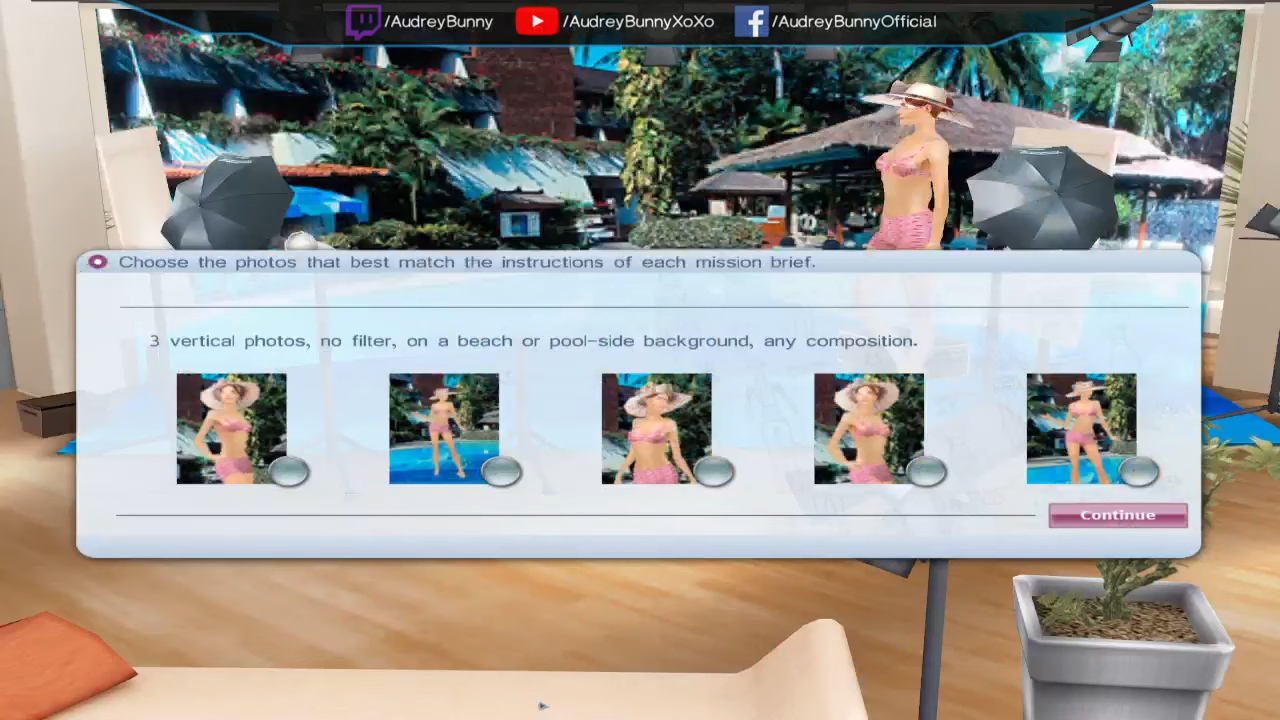 /AudreyBunny /AudreyBunnyXoXo /AudreyBunnyOfficial
Choose the photos that best match the instructions of each mission brief.
3 vertical photos, no filter, on a beach or pool-side background, any composition.
Continue